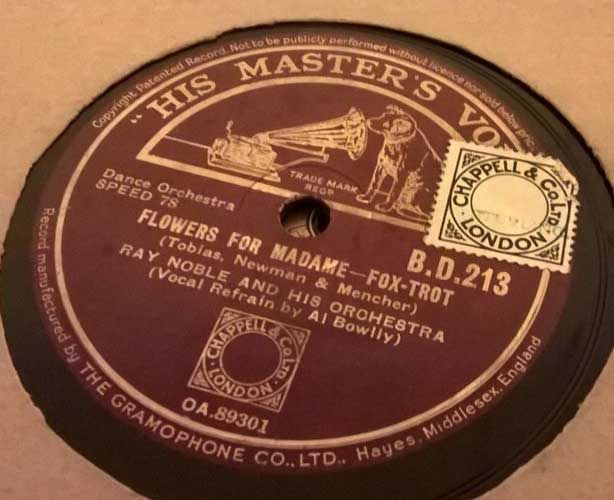 Copyright Patented Record. Not to be publicly performed without licence nor sold below pric
"HIS MASTER'S VO
TRADE MARK
REGD
Dance Orchestra
SPEED 78
B.D.213
FLOWERS FOR MADAME—FOX-TROT
(Tobias, Newman & Mencher)
RAY NOBLE AND HIS ORCHESTRA
(Vocal Refrain by Al Bowlly)
CHAPPELL & Co Ltd.
LONDON
CHAPPELL & Co Ltd.
LONDON
OA.89301
Record manufactured by THE GRAMOPHONE CO., LTD., Hayes, Middlesex, England